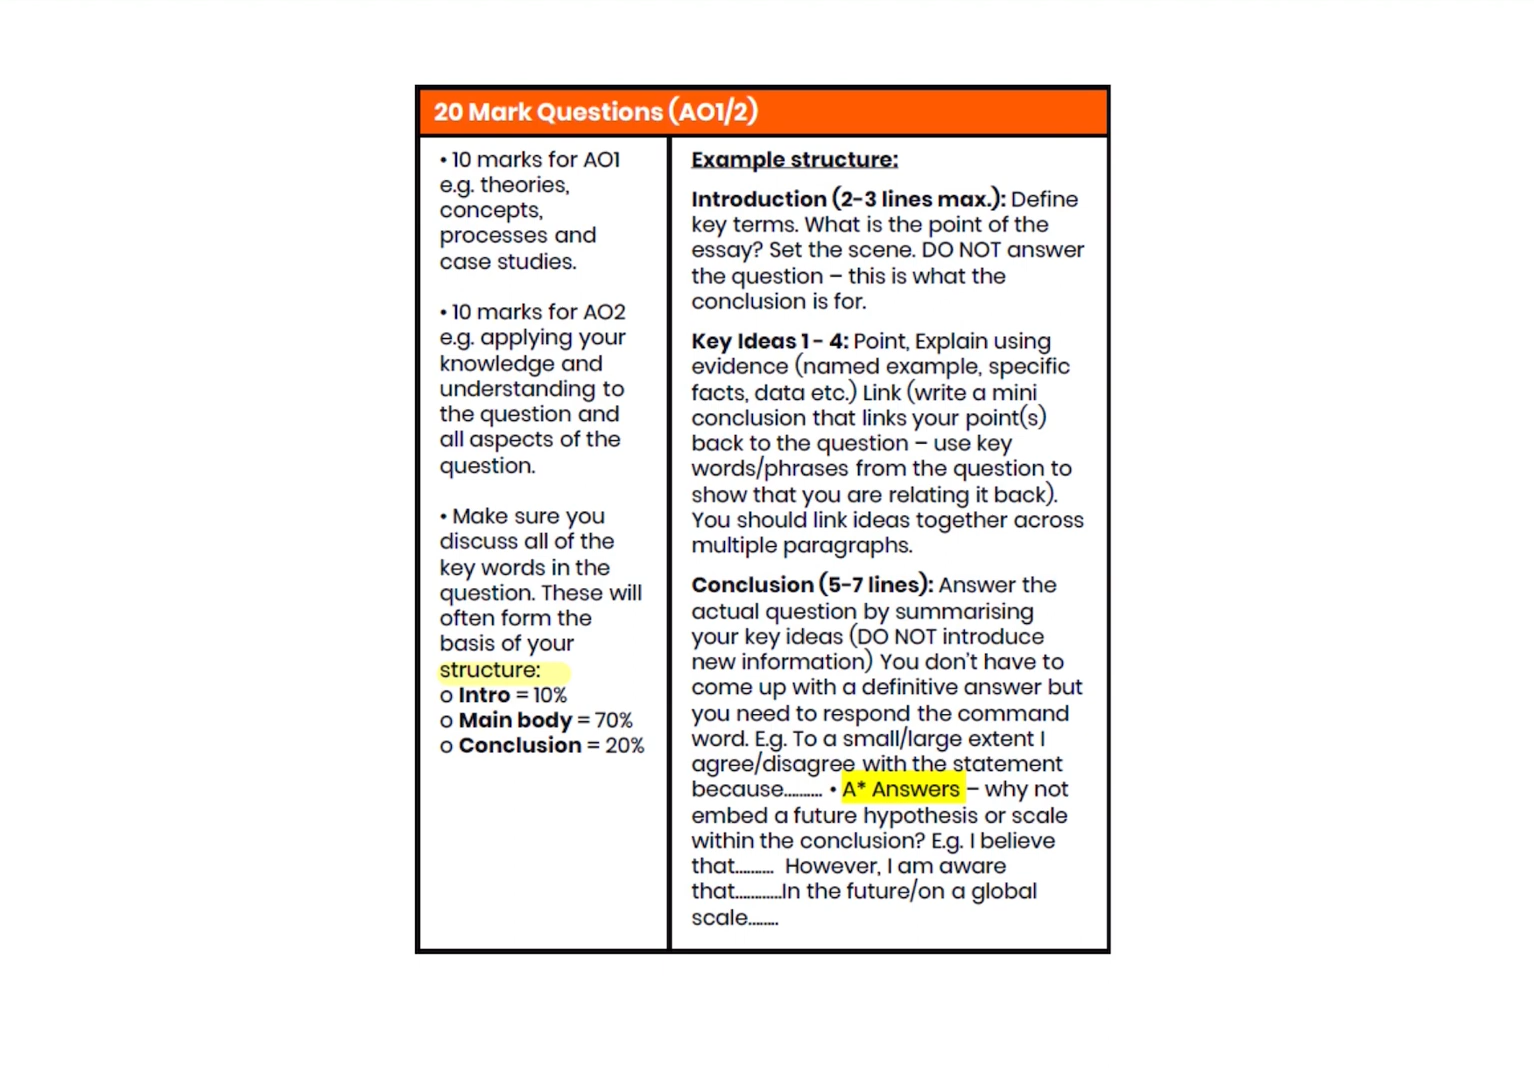 20 Mark Questions (AO1/2)
• 10 marks for AO1
e.g. theories,
concepts,
processes and
case studies.
• 10 marks for AO2
e.g. applying your
knowledge and
understanding to
the question and
all aspects of the
question.
• Make sure you
discuss all of the
key words in the
question. These will
often form the
basis of your
structure:
o Intro = 10%
o Main body = 70%
o Conclusion = 20%
Example structure:
Introduction (2-3 lines max.): Define
key terms. What is the point of the
essay? Set the scene. DO NOT answer
the question – this is what the
conclusion is for.
Key Ideas 1 - 4: Point, Explain using
evidence (named example, specific
facts, data etc.) Link (write a mini
conclusion that links your point(s)
back to the question – use key
words/phrases from the question to
show that you are relating it back).
You should link ideas together across
multiple paragraphs.
Conclusion (5-7 lines): Answer the
actual question by summarising
your key ideas (DO NOT introduce
new information) You don't have to
come up with a definitive answer but
you need to respond the command
word. E.g. To a small/large extent I
agree/disagree with the statement
because.......... • A* Answers – why not
embed a future hypothesis or scale
within the conclusion? E.g. I believe
that.......... However, I am aware
that............In the future/on a global
scale........